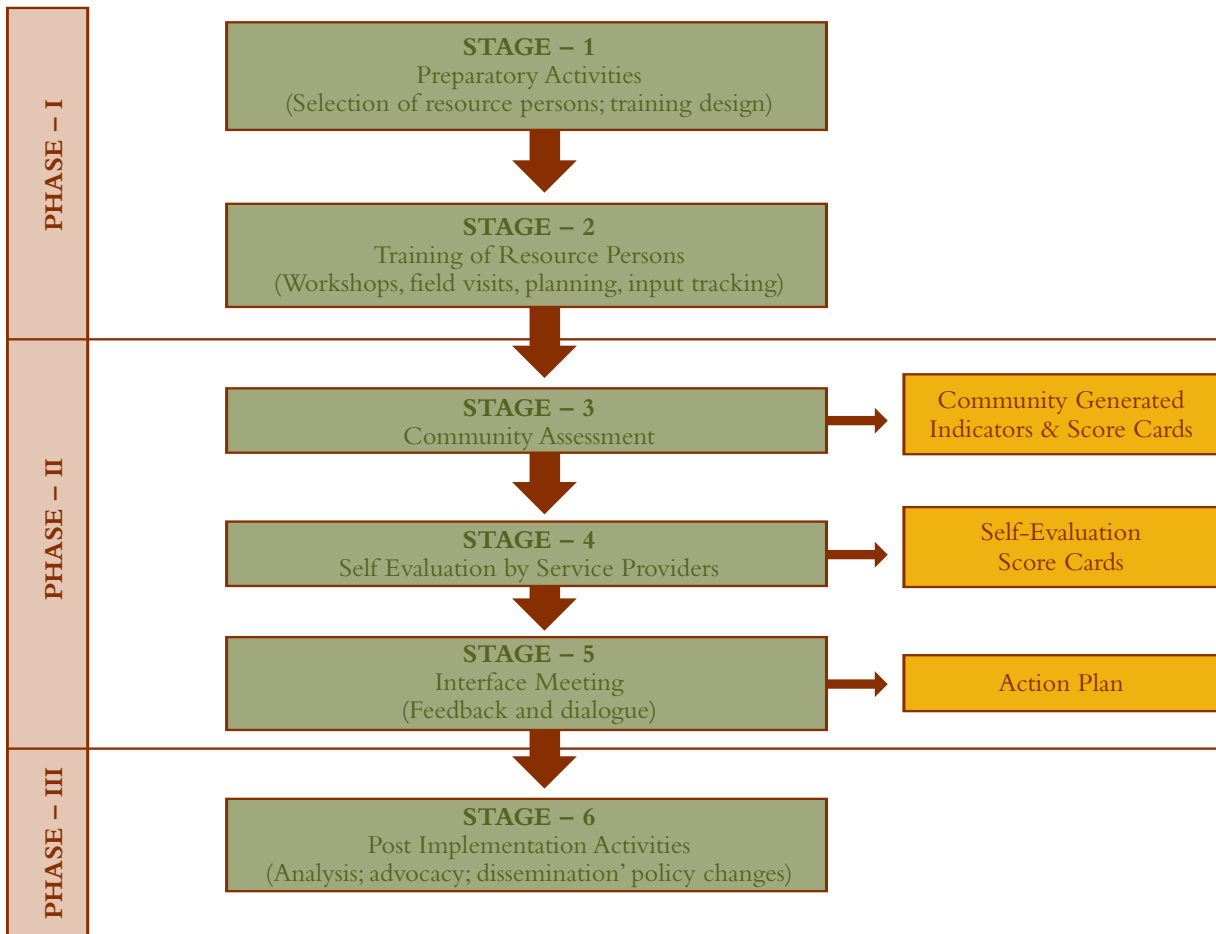 PHASE – I
STAGE – 1
Preparatory Activities
(Selection of resource persons; training design)
STAGE – 2
Training of Resource Persons
(Workshops, field visits, planning, input tracking)
PHASE – II
STAGE – 3
Community Assessment
Community Generated
Indicators & Score Cards
STAGE – 4
Self Evaluation by Service Providers
Self-Evaluation
Score Cards
STAGE – 5
Interface Meeting
(Feedback and dialogue)
Action Plan
PHASE – III
STAGE – 6
Post Implementation Activities
(Analysis; advocacy; dissemination’ policy changes)